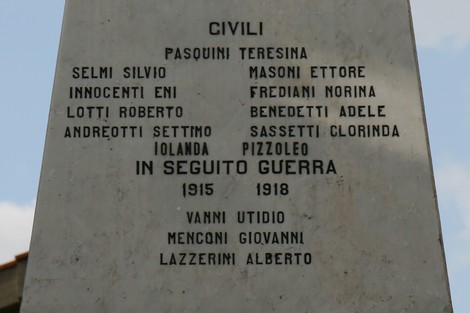 CIVILI
PASQUINI TERESINA
SELMI SILVIO MASONI ETTORE
INNOCENTI ENI FREDIANI NORINA
LOTTI ROBERTO BENEDETTI ADELE
ANDREOTTI SETTIMO SASSETTI CLORINDA
IOLANDA PIZZOLEO
IN SEGUITO GUERRA
1915 1918
VANNI UTIDIO
MENCONI GIOVANNI
LAZZERINI ALBERTO